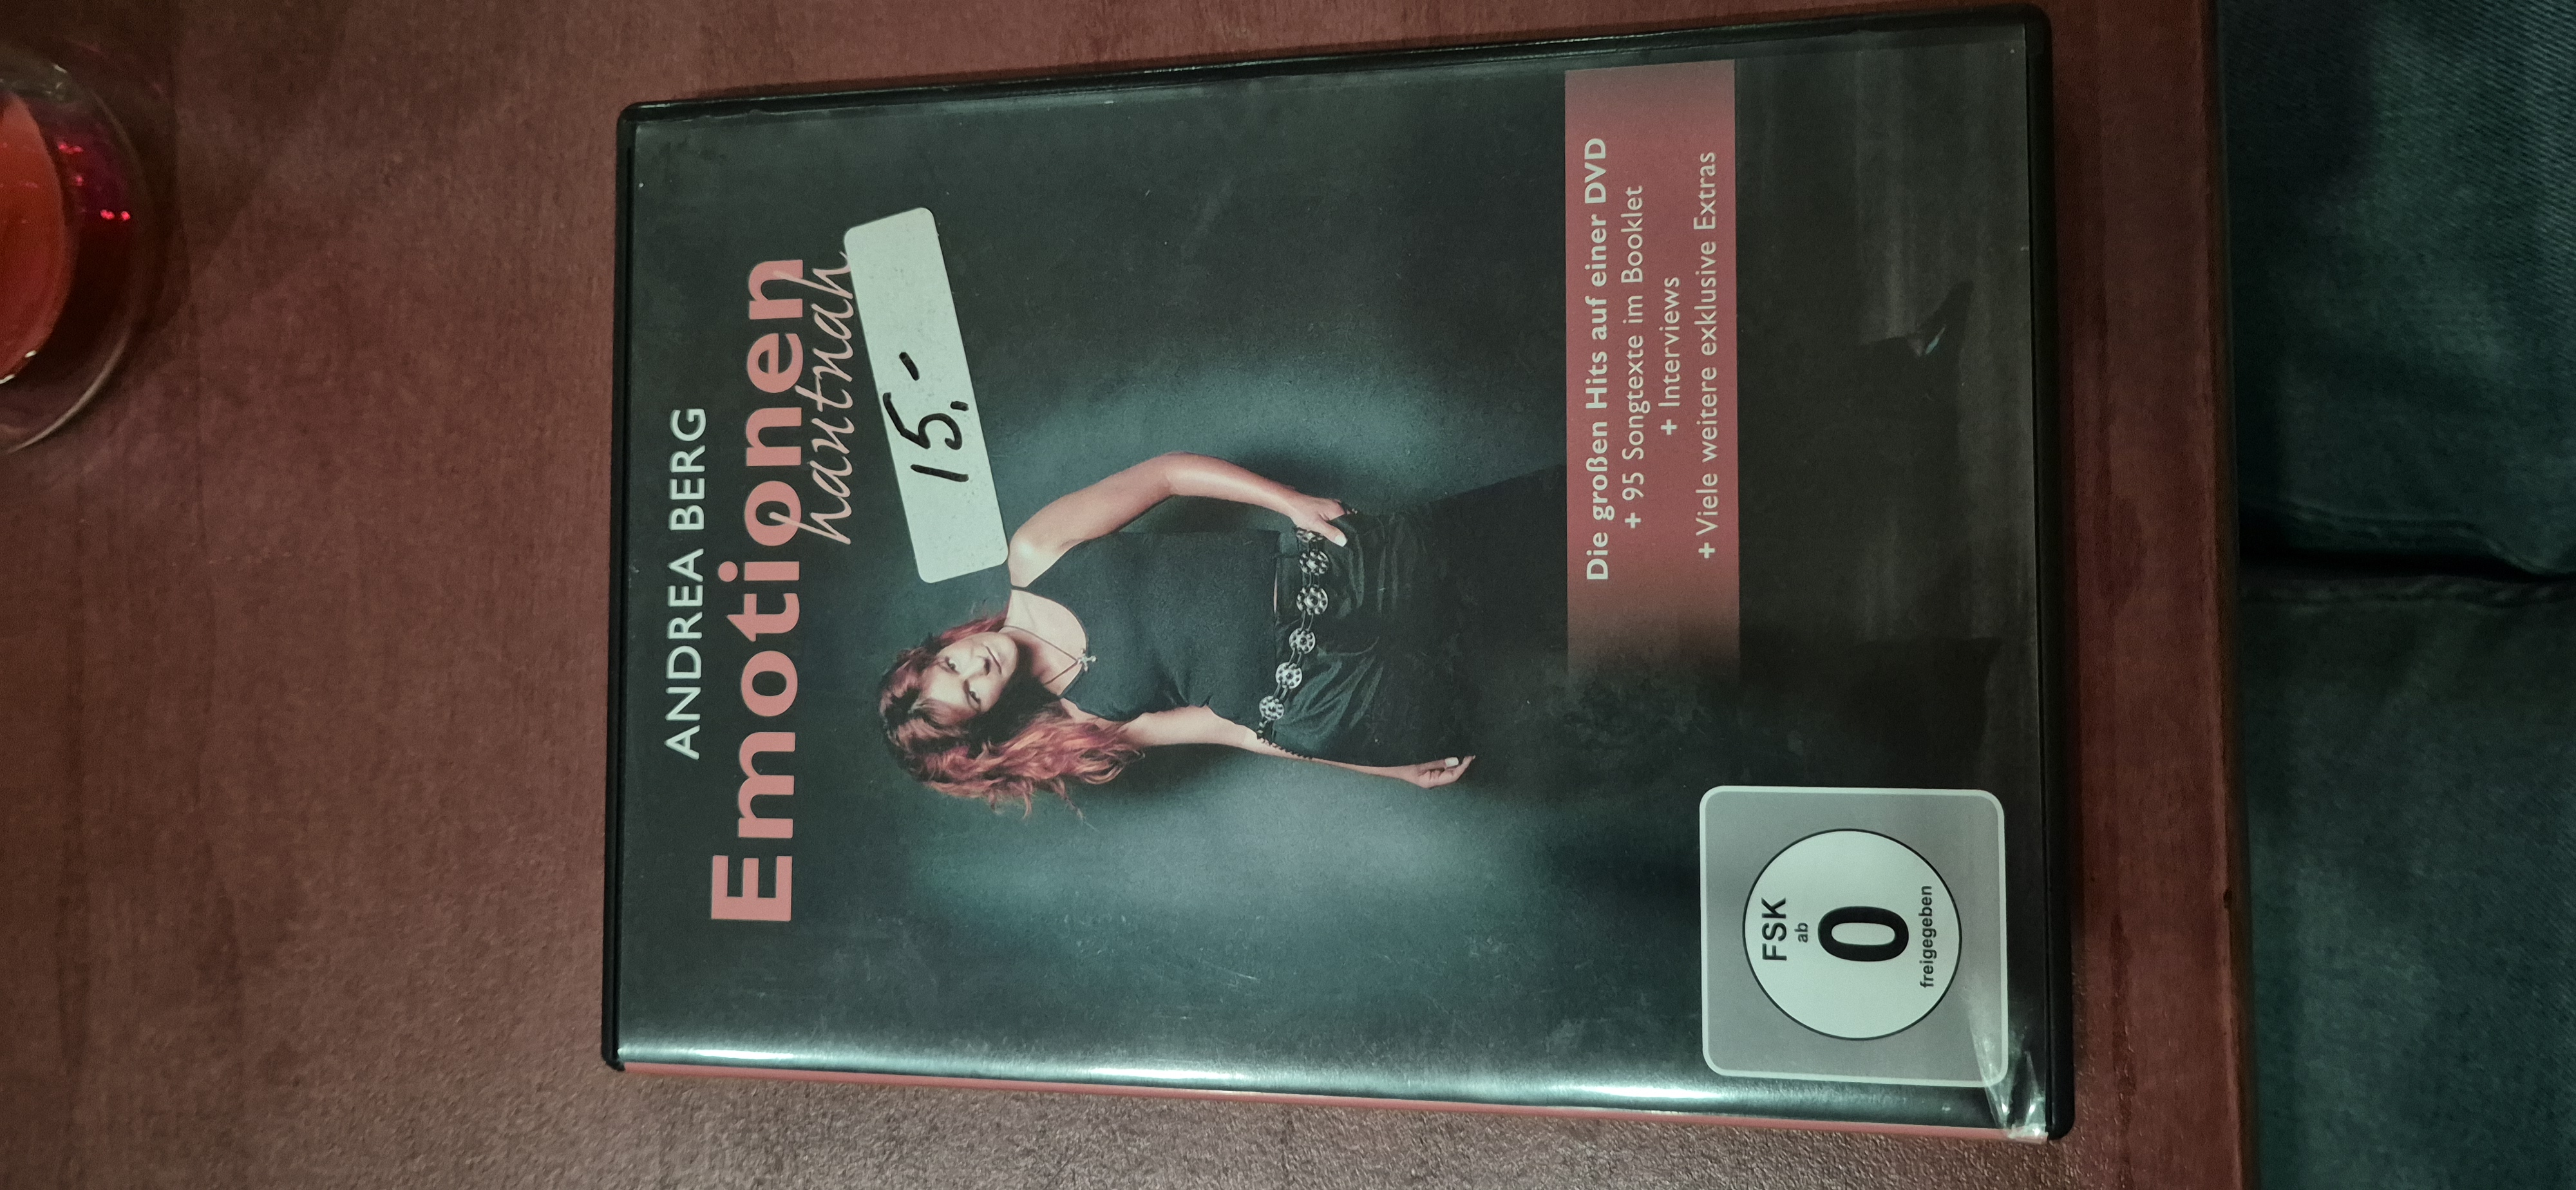 ANDREA BERG
Emotionen
hautnah
15.-
Die großen Hits auf einer DVD
+ 95 Songtexte im Booklet
+ Interviews
+ Viele weitere exklusive Extras
FSK
ab
0
freigegeben